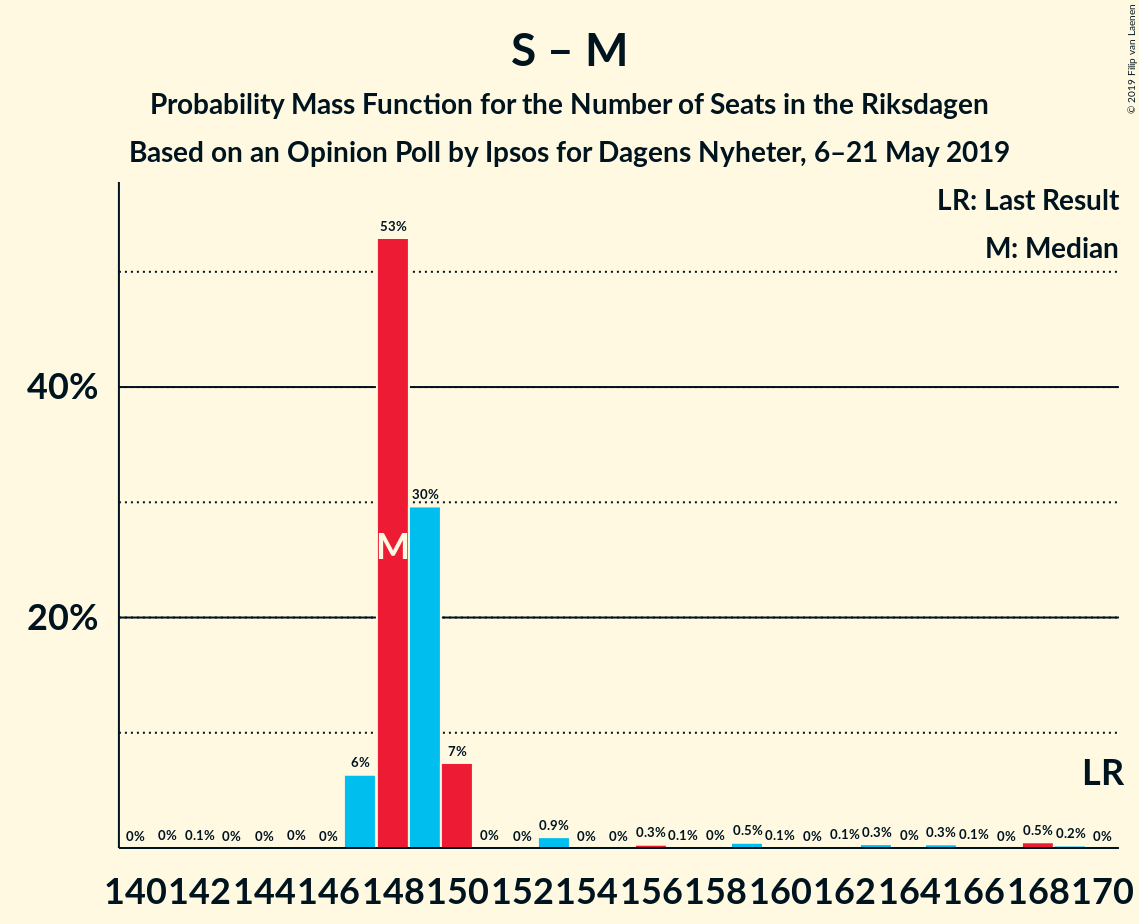 S – M
Probability Mass Function for the Number of Seats in the Riksdagen
Based on an Opinion Poll by Ipsos for Dagens Nyheter, 6–21 May 2019
© 2019 Filip van Laenen
LR: Last Result
M: Median
53%
40%
30%
M
20%
7%
6%
LR
0% 0% 0.1% 0% 0% 0% 0% 0% 0% 0.9% 0% 0% 0.3% 0.1% 0% 0.5% 0.1% 0% 0.1% 0.3% 0% 0.3% 0.1% 0% 0.5% 0.2% 0%
140 142 144 146 148 150 152 154 156 158 160 162 164 166 168 170